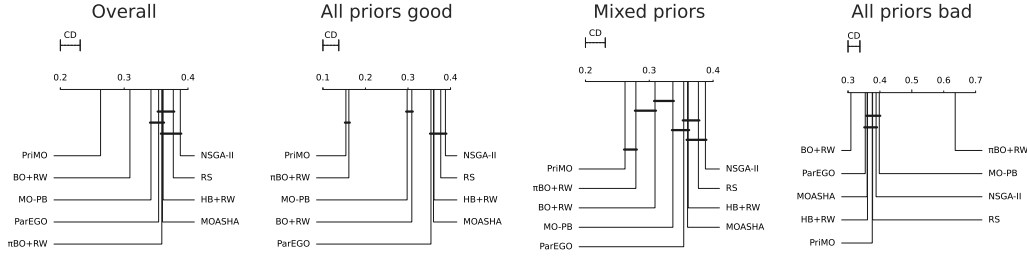 Overall
All priors good
Mixed priors
All priors bad
CD
CD
CD
CD
0.2 0.3 0.4
0.1 0.2 0.3 0.4
0.2 0.3 0.4
0.3 0.4 0.5 0.6 0.7
PriMO NSGA-II
BO+RW RS
MO-PB HB+RW
ParEGO MOASHA
πBO+RW
PriMO NSGA-II
πBO+RW RS
MO-PB HB+RW
BO+RW MOASHA
ParEGO
PriMO NSGA-II
πBO+RW RS
BO+RW HB+RW
MO-PB MOASHA
ParEGO
BO+RW πBO+RW
ParEGO MO-PB
MOASHA NSGA-II
HB+RW RS
PriMO